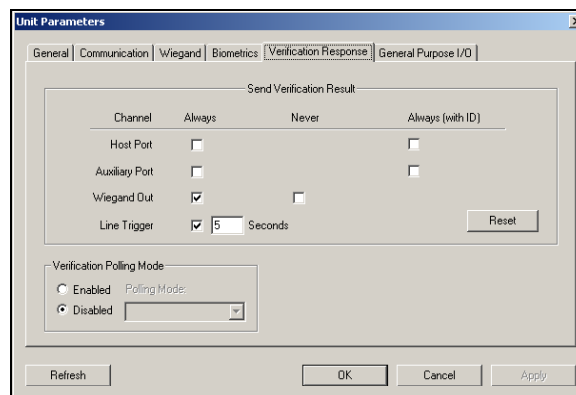 Unit Parameters
General Communication Wiegand Biometrics Verification Response General Purpose I/O
Send Verification Result
Channel Always Never Always (with ID)
Host Port
Auxiliary Port
Wiegand Out
Line Trigger 5 Seconds
Reset
Verification Polling Mode
Enabled Polling Mode:
Disabled
Refresh OK Cancel Apply